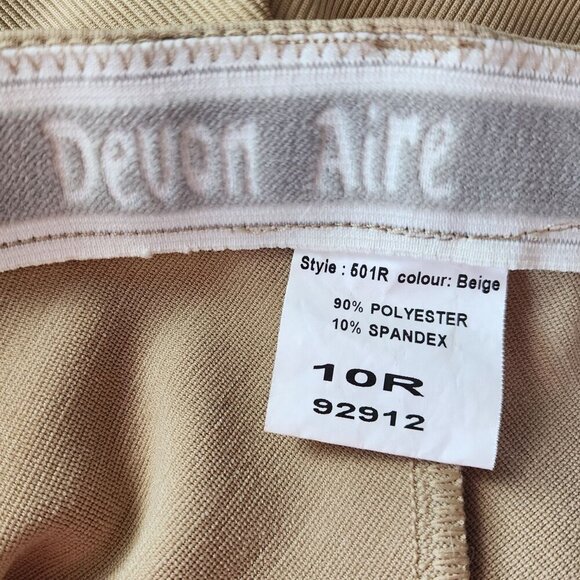 Devon Aire
Style : 501R colour: Beige
90% POLYESTER
10% SPANDEX
10R
92912